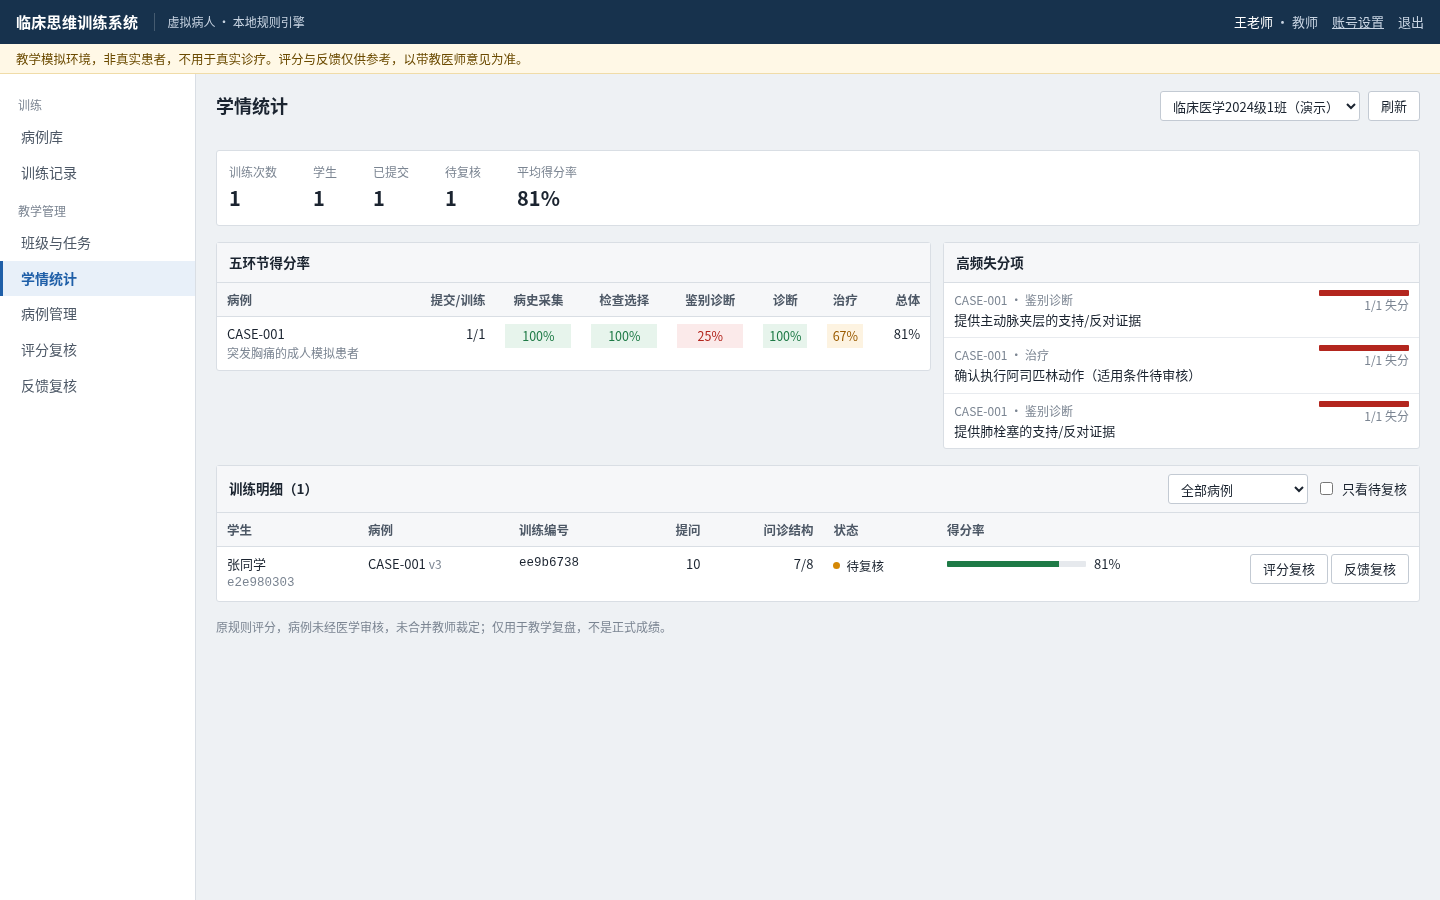 临床思维训练系统 虚拟病人 · 本地规则引擎 王老师 · 教师 账号设置 退出
教学模拟环境，非真实患者，不用于真实诊疗。评分与反馈仅供参考，以带教医师意见为准。
训练
病例库
训练记录
教学管理
班级与任务
学情统计
病例管理
评分复核
反馈复核
学情统计 临床医学2024级1班（演示） 刷新
训练次数 学生 已提交 待复核 平均得分率
1 1 1 1 81%
五环节得分率
病例 提交/训练 病史采集 检查选择 鉴别诊断 诊断 治疗 总体
CASE-001 1/1 100% 100% 25% 100% 67% 81%
突发胸痛的成人模拟患者
高频失分项
CASE-001 · 鉴别诊断
1/1 失分
提供主动脉夹层的支持/反对证据
CASE-001 · 治疗
1/1 失分
确认执行阿司匹林动作（适用条件待审核）
CASE-001 · 鉴别诊断
1/1 失分
提供肺栓塞的支持/反对证据
训练明细（1） 全部病例 只看待复核
学生 病例 训练编号 提问 问诊结构 状态 得分率
张同学 CASE-001 v3 ee9b6738 10 7/8 待复核 81% 评分复核 反馈复核
e2e980303
原规则评分，病例未经医学审核，未合并教师裁定；仅用于教学复盘，不是正式成绩。